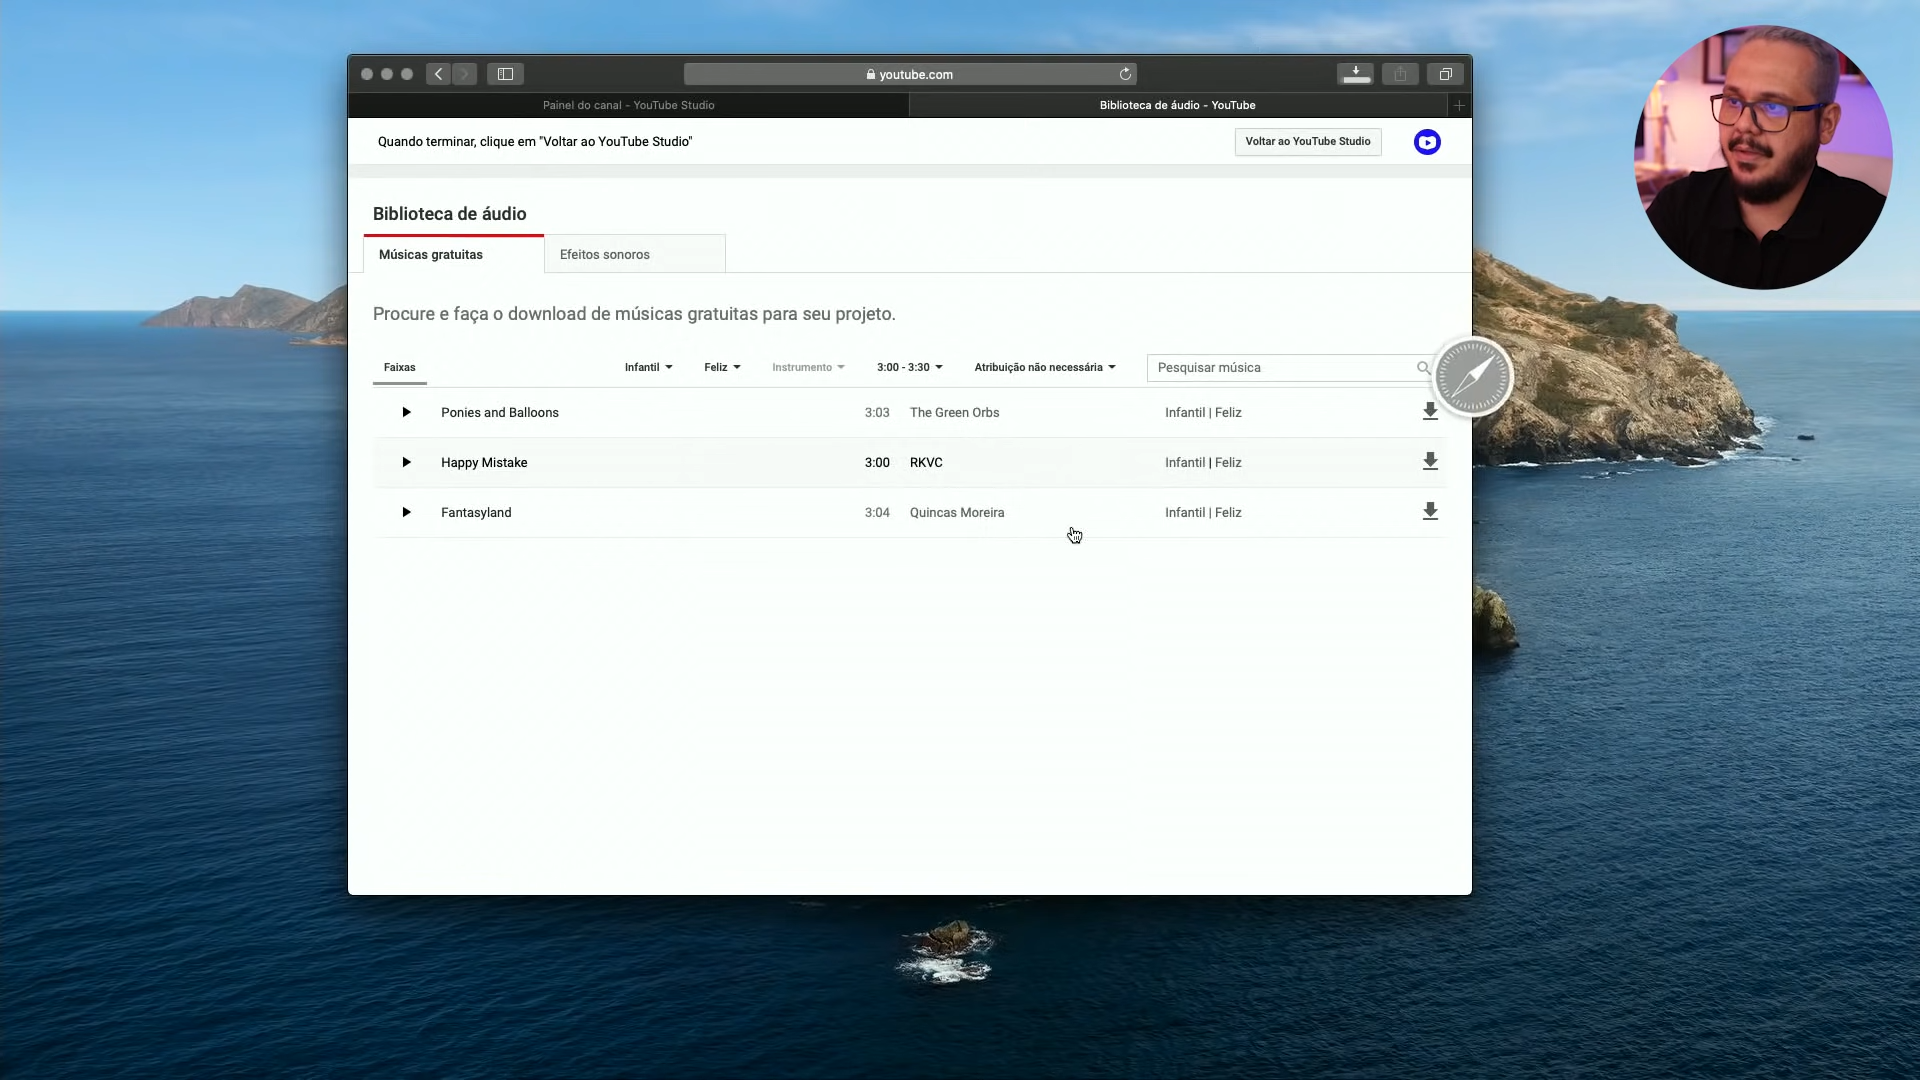 youtube.com
Painel do canal - YouTube Studio
Biblioteca de áudio - YouTube
Quando terminar, clique em "Voltar ao YouTube Studio"
Voltar ao YouTube Studio
Biblioteca de áudio
Músicas gratuitas
Efeitos sonoros
Procure e faça o download de músicas gratuitas para seu projeto.
Faixas
Infantil
Feliz
Instrumento
3:00 - 3:30
Atribuição não necessária
Pesquisar música
Ponies and Balloons 3:03 The Green Orbs Infantil | Feliz
Happy Mistake 3:00 RKVC Infantil | Feliz
Fantasyland 3:04 Quincas Moreira Infantil | Feliz